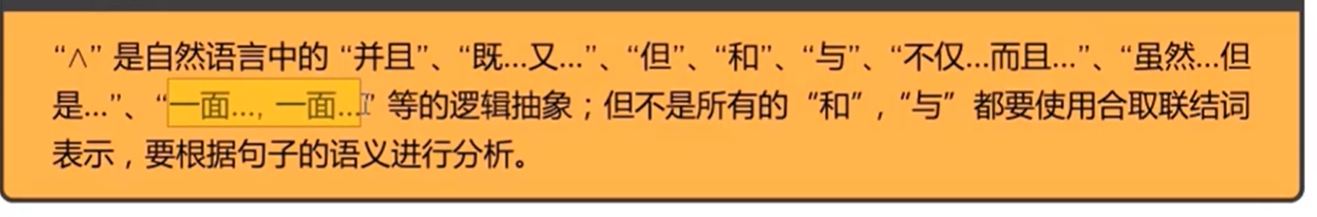 “∧” 是自然语言中的 “并且”、“既...又...”、“但”、“和”、“与”、“不仅...而且...”、“虽然...但
是...”、“一面..., 一面...” 等的逻辑抽象；但不是所有的 “和”，“与” 都要使用合取联结词
表示，要根据句子的语义进行分析。